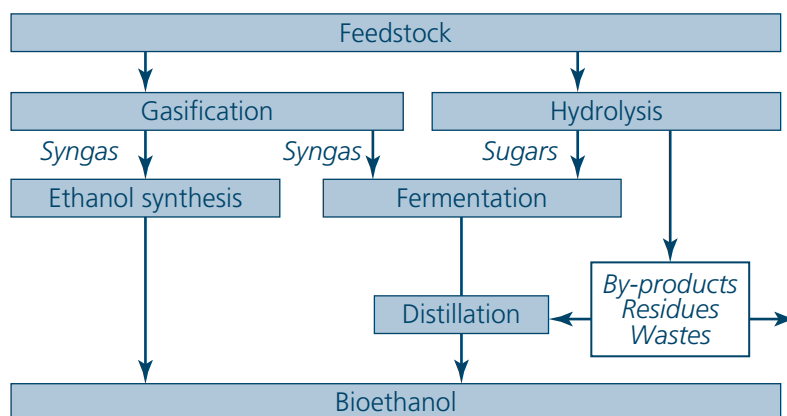 Feedstock
Gasification
Hydrolysis
Syngas
Syngas
Sugars
Ethanol synthesis
Fermentation
By-products
Residues
Wastes
Distillation
Bioethanol